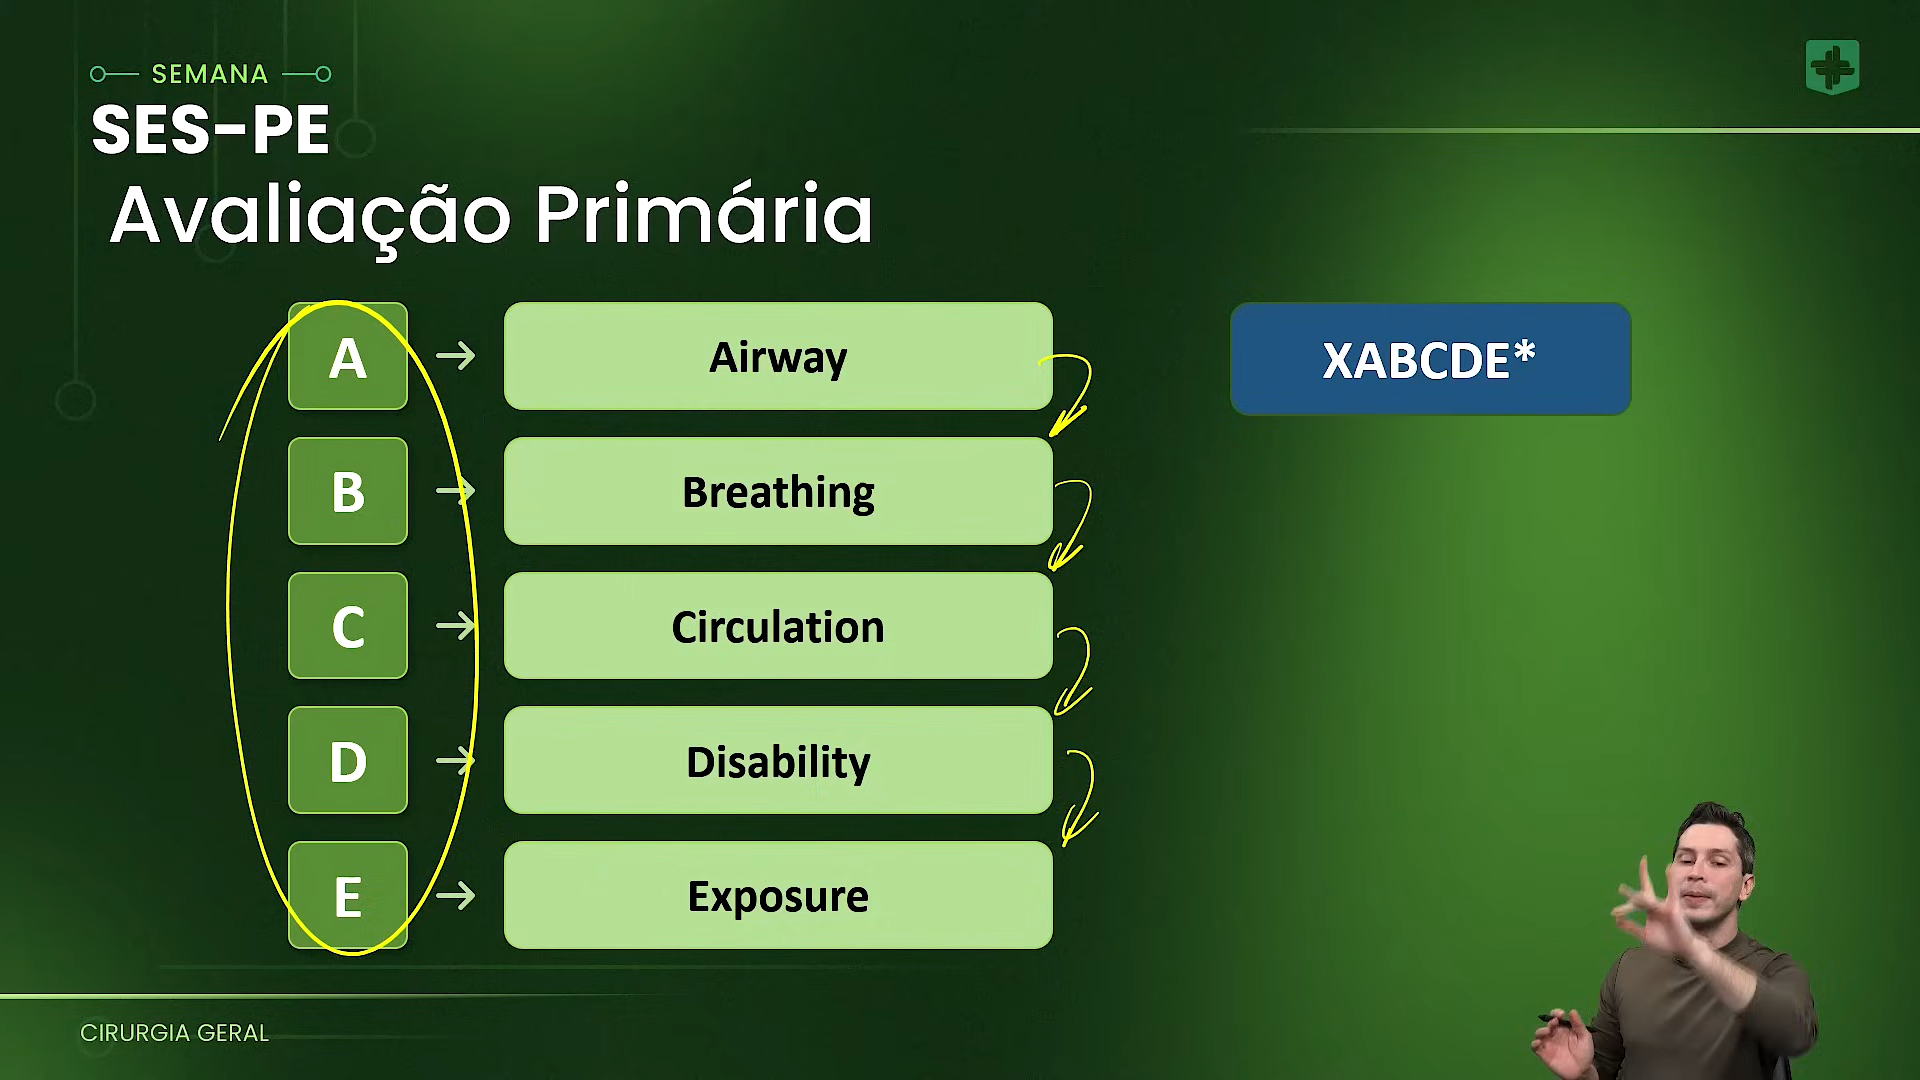 SEMANA
SES-PE
Avaliação Primária
A → Airway
XABCDE*
B → Breathing
C → Circulation
D → Disability
E → Exposure
CIRURGIA GERAL